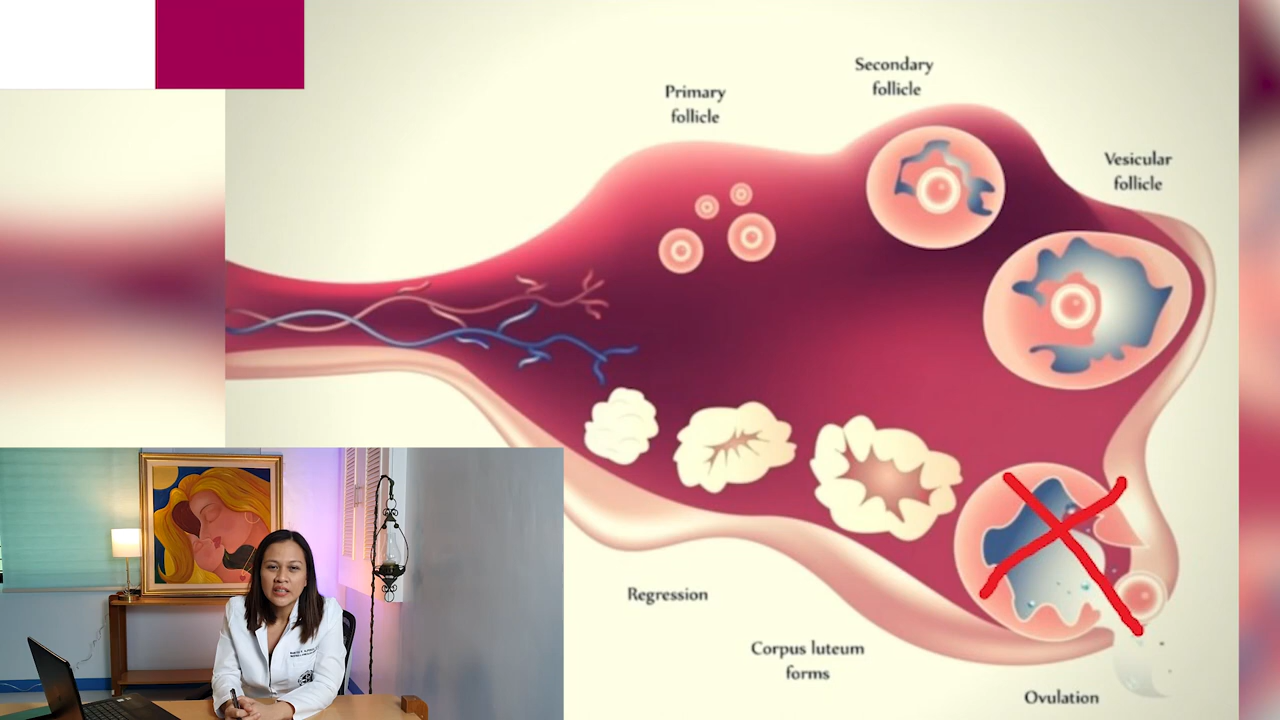 Secondary
follicle
Primary
follicle
Vesicular
follicle
Regression
Corpus luteum
forms
Ovulation